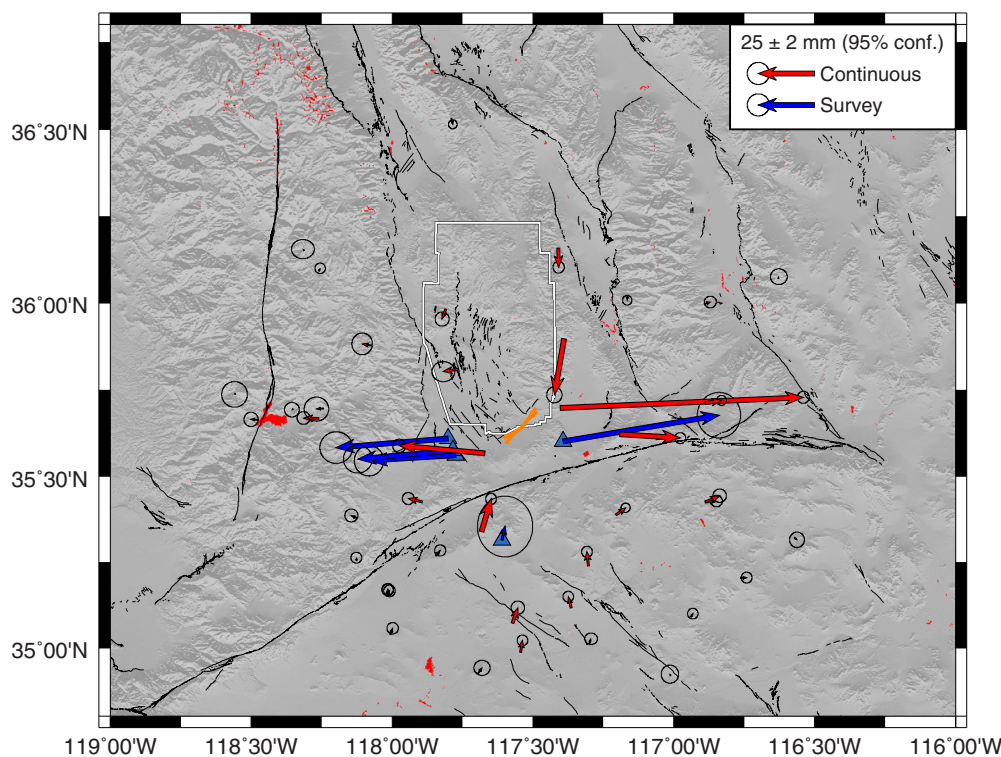 25 ± 2 mm (95% conf.)
Continuous
Survey
36˚30'N
36˚00'N
35˚30'N
35˚00'N
119˚00'W 118˚30'W 118˚00'W 117˚30'W 117˚00'W 116˚30'W 116˚00'W